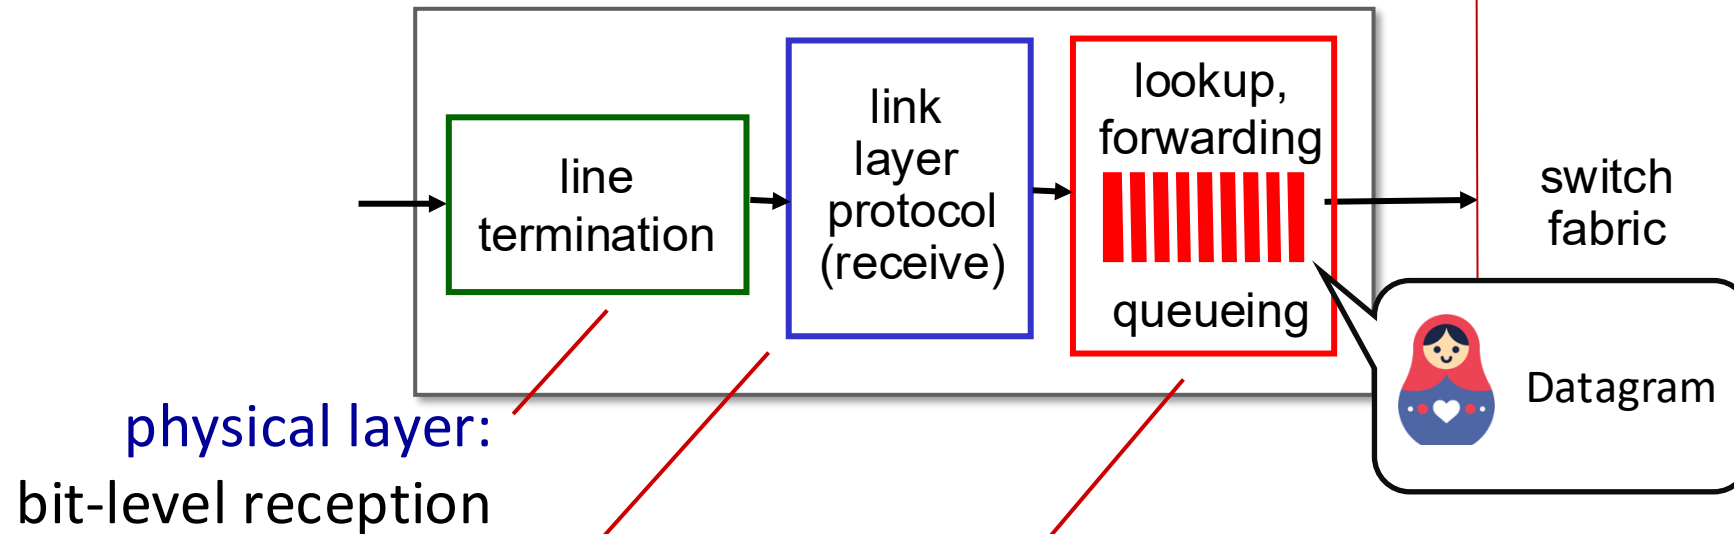 line
termination
link
layer
protocol
(receive)
lookup,
forwarding
queueing
switch
fabric
Datagram
physical layer:
bit-level reception